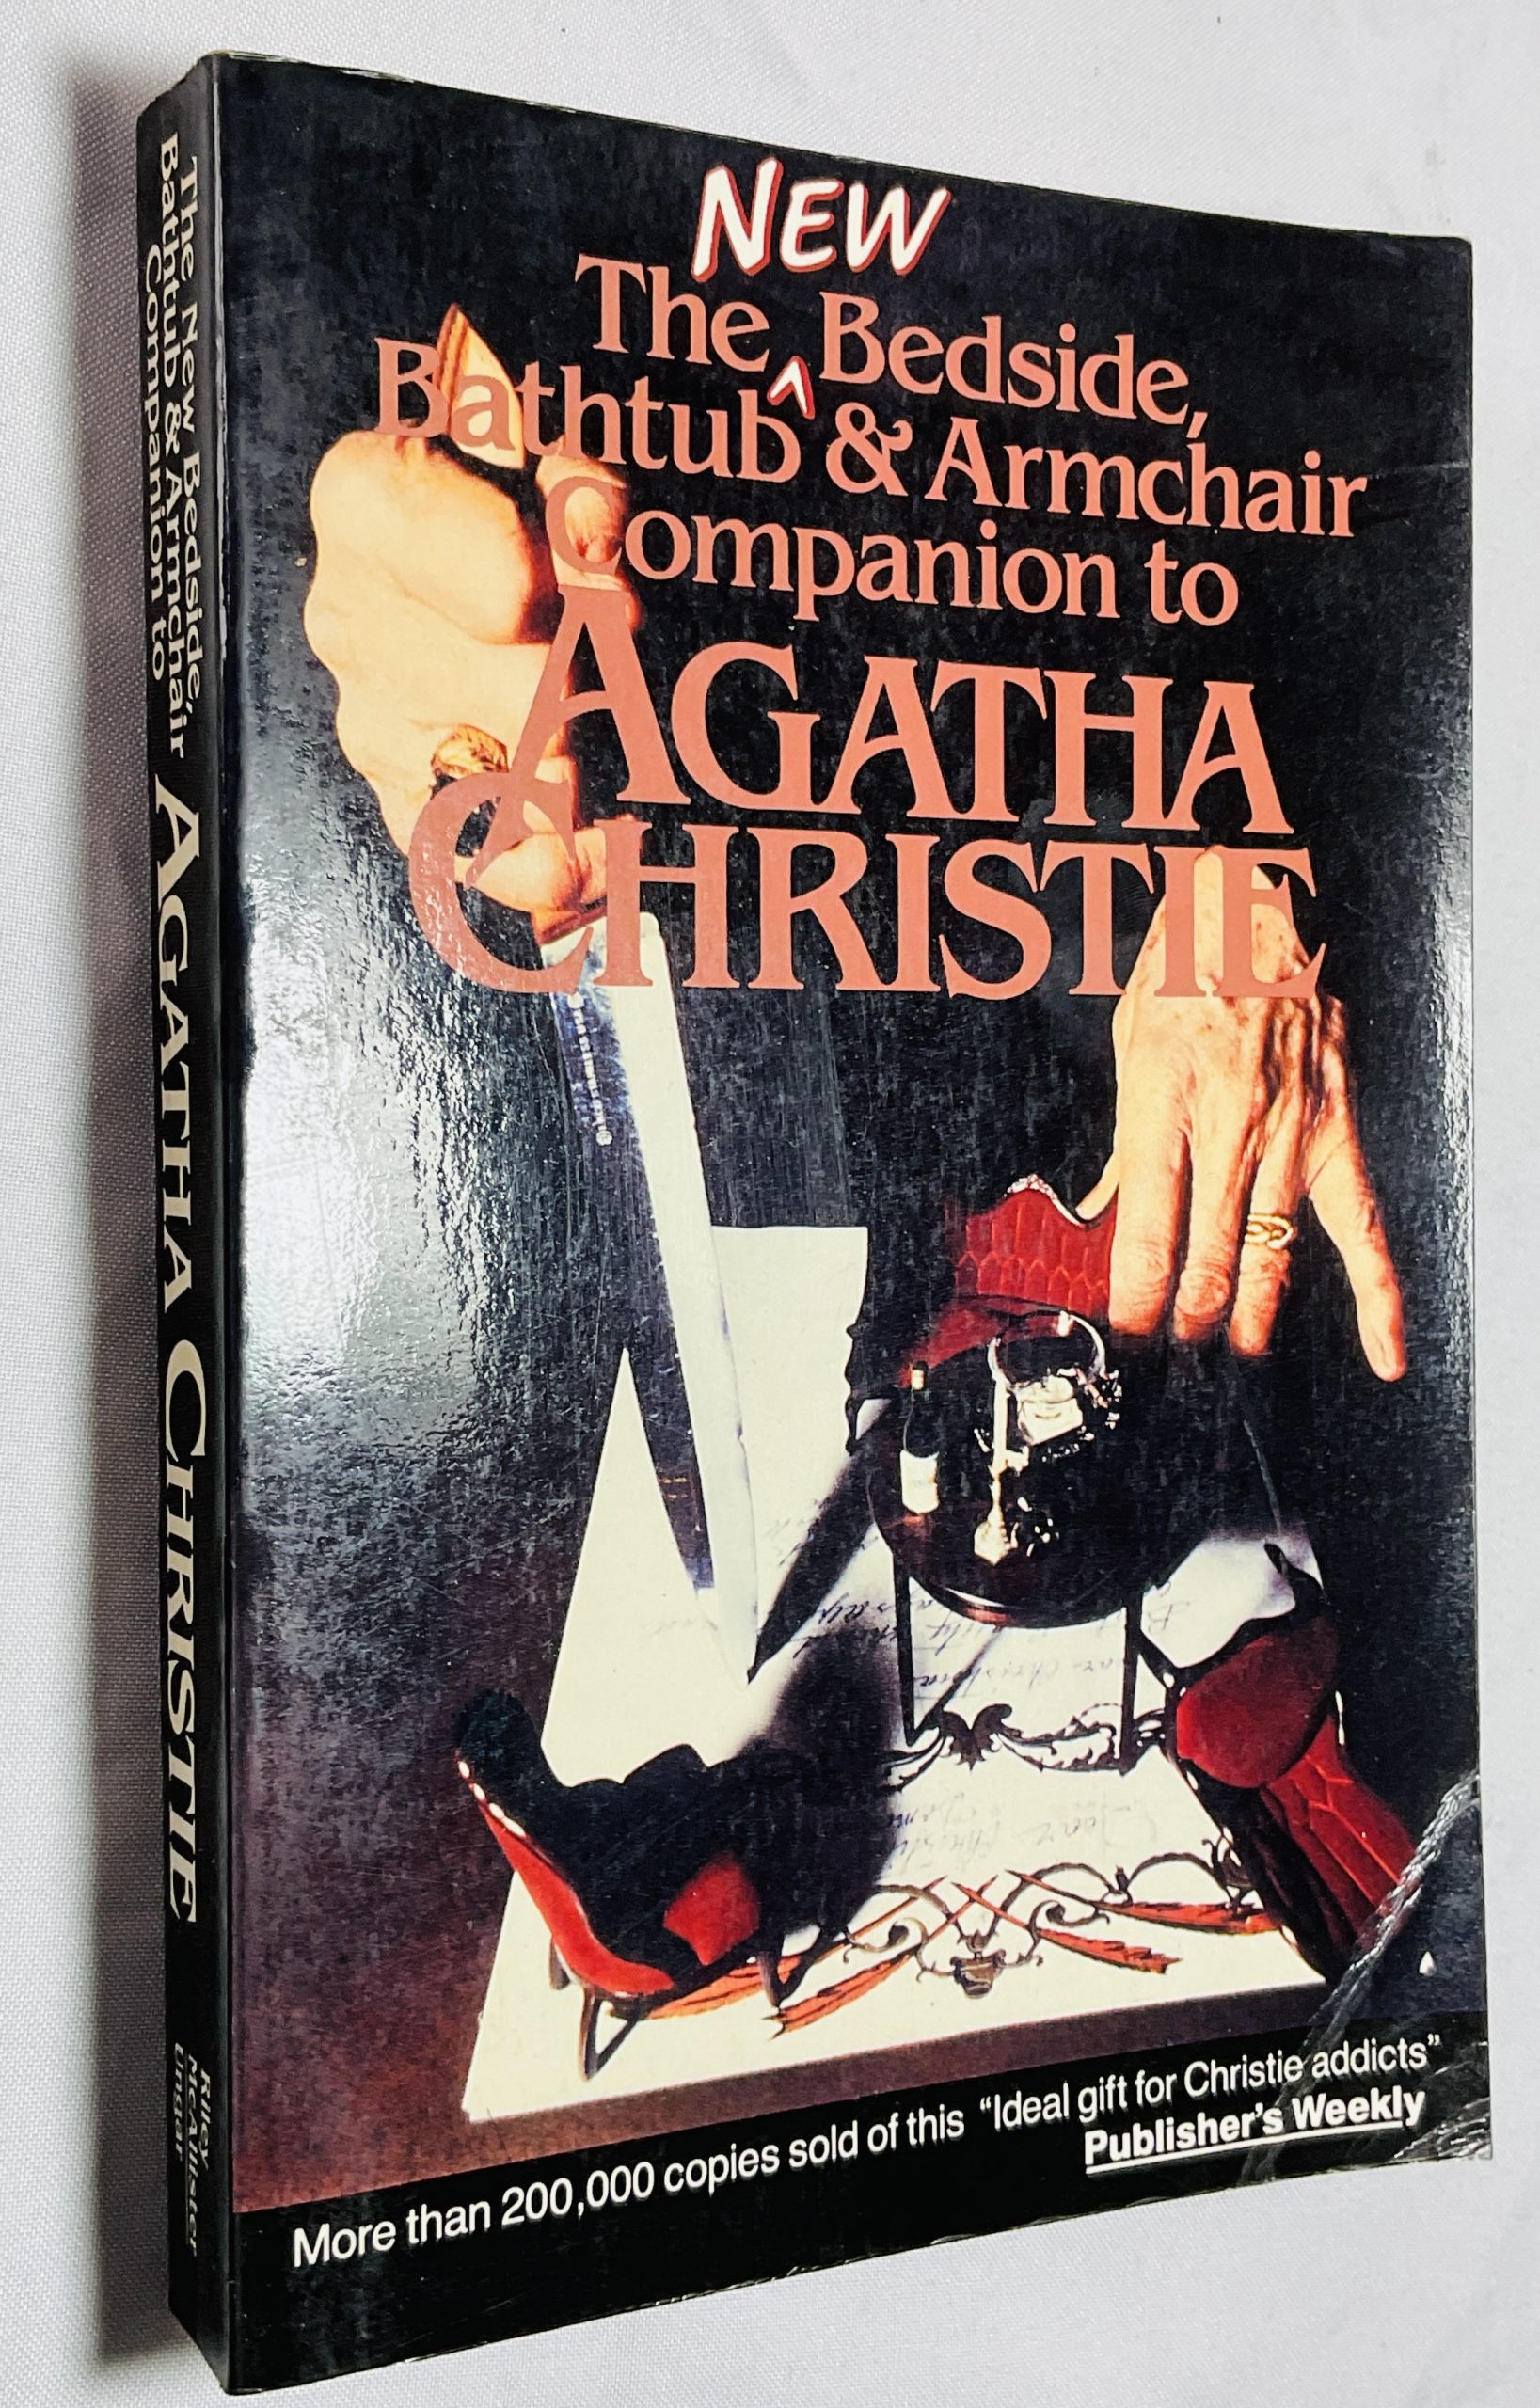 NEW
The ^ Bedside,
Bathtub & Armchair
Companion to
AGATHA
CHRISTIE
More than 200,000 copies sold of this "Ideal gift for Christie addicts"
Publisher's Weekly
The New Bedside,
Bathtub & Armchair
Companion to
AGATHA CHRISTIE
Riley
McAllister
Ungar